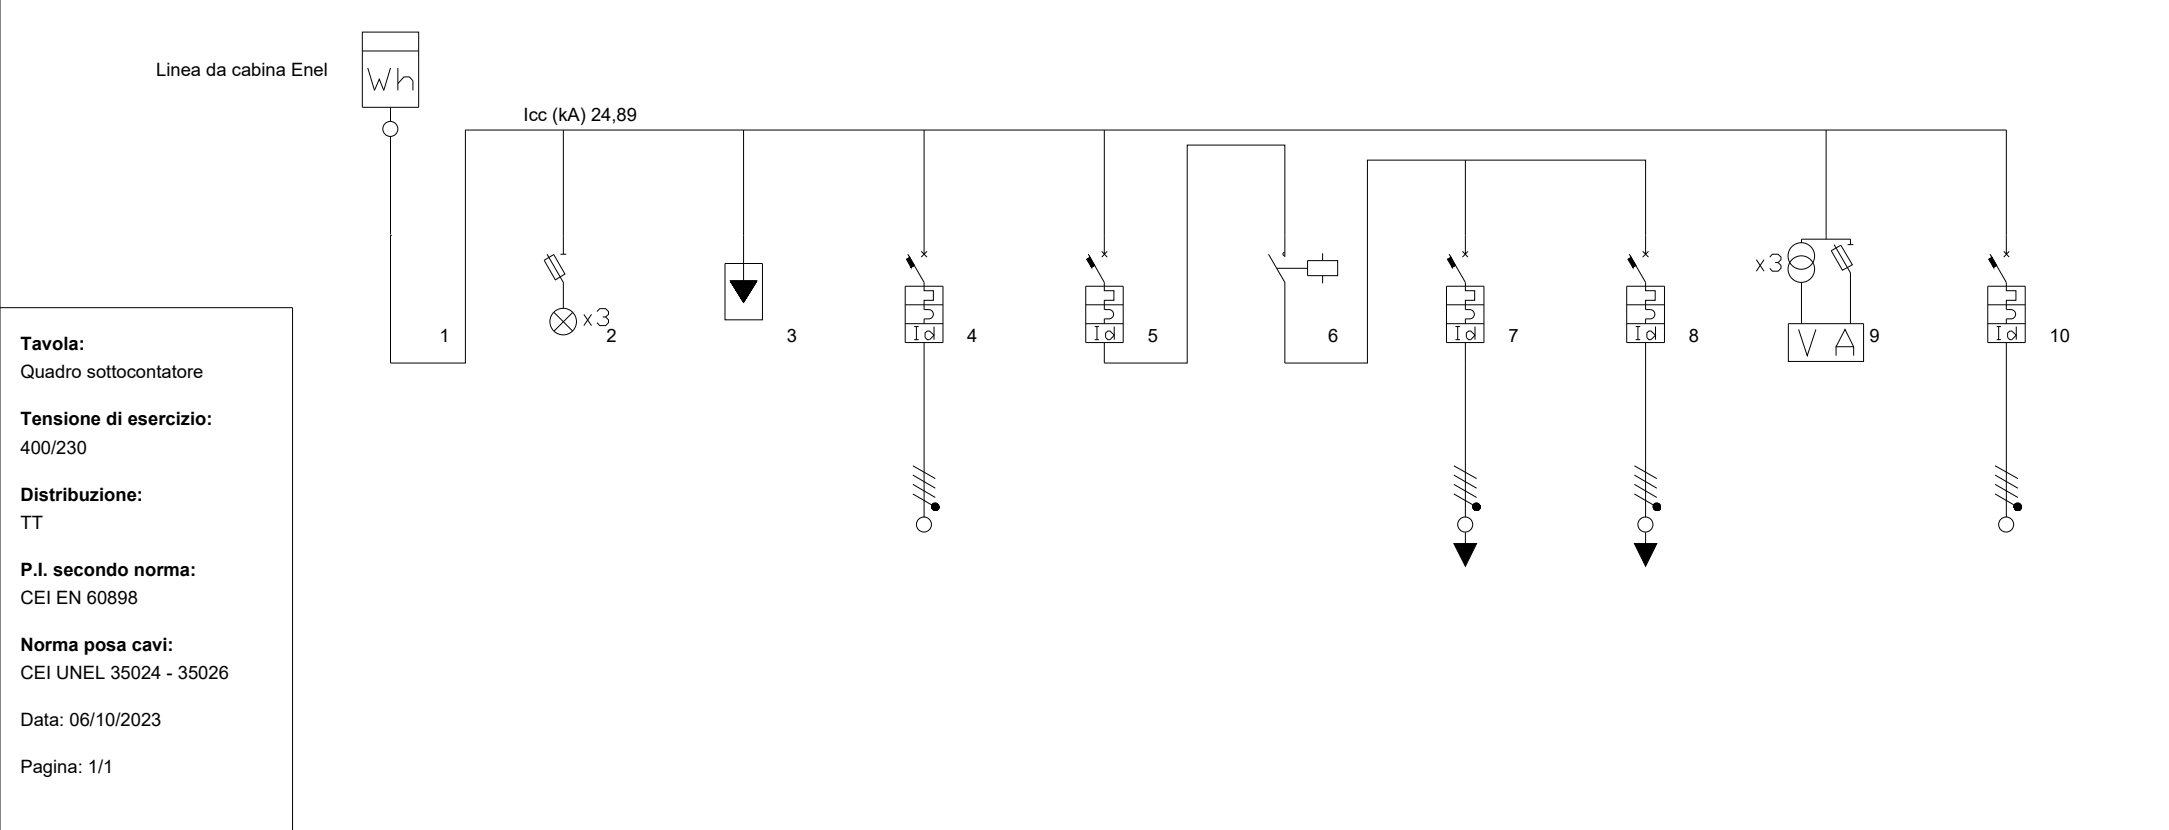 Linea da cabina Enel
Wh
Icc (kA) 24,89
1
x3
2
3
Id
4
Id
5
6
Id
7
Id
8
x3
V A
9
Id
10
Tavola:
Quadro sottocontatore
Tensione di esercizio:
400/230
Distribuzione:
TT
P.I. secondo norma:
CEI EN 60898
Norma posa cavi:
CEI UNEL 35024 - 35026
Data: 06/10/2023
Pagina: 1/1